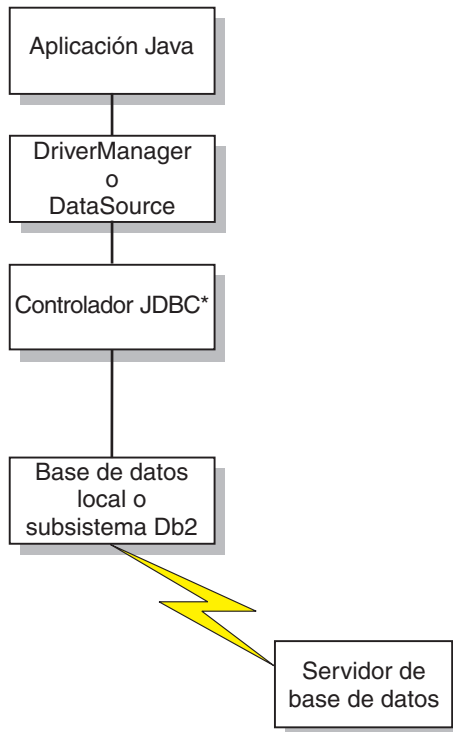 Aplicación Java
DriverManager
o
DataSource
Controlador JDBC*
Base de datos
local o
subsistema Db2
Servidor de
base de datos